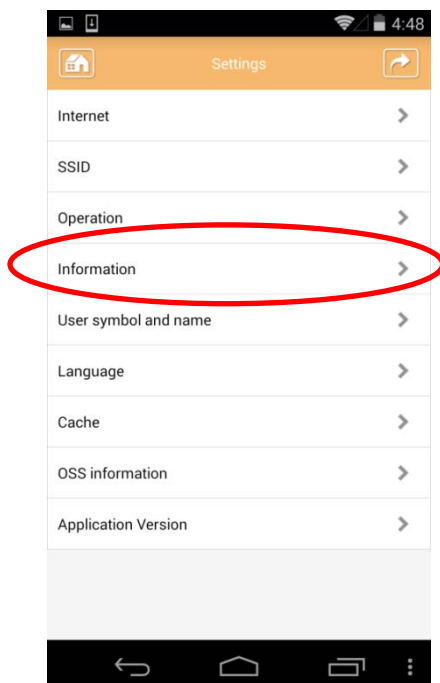 4:48
Settings
Internet
SSID
Operation
Information
User symbol and name
Language
Cache
OSS information
Application Version